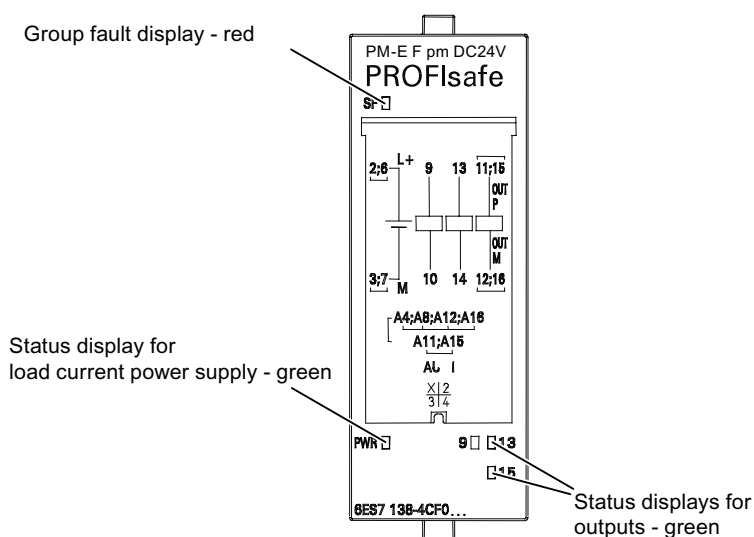 Group fault display - red
PM-E F pm DC24V
PROFIsafe
SF
2;6 L+ 9 13 11;15
OUT
P
OUT
M
3;7 M 10 14 12;16
A4;A8;A12;A16
A11;A15
X 2
3 4
Status display for
load current power supply - green
PWR 9 13
15
6ES7 138-4CF0...
Status displays for
outputs - green